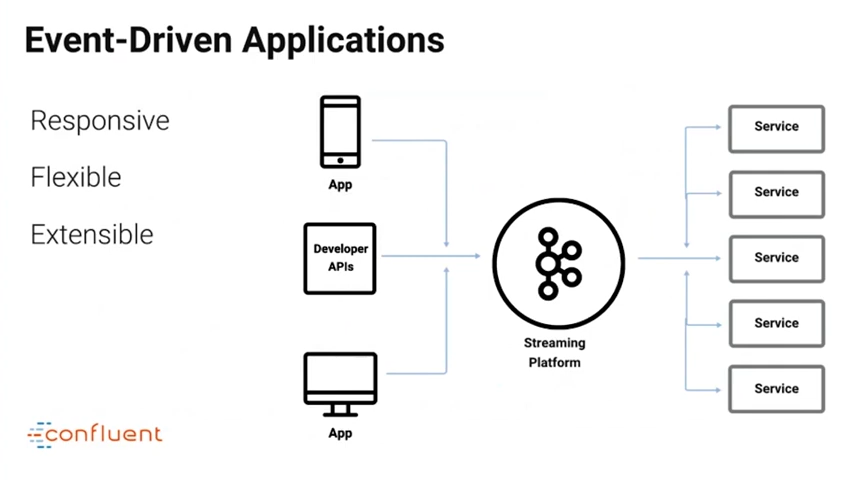 Event-Driven Applications
Responsive
Flexible
Extensible
App
Developer
APIs
App
Streaming
Platform
Service
Service
Service
Service
Service
confluent